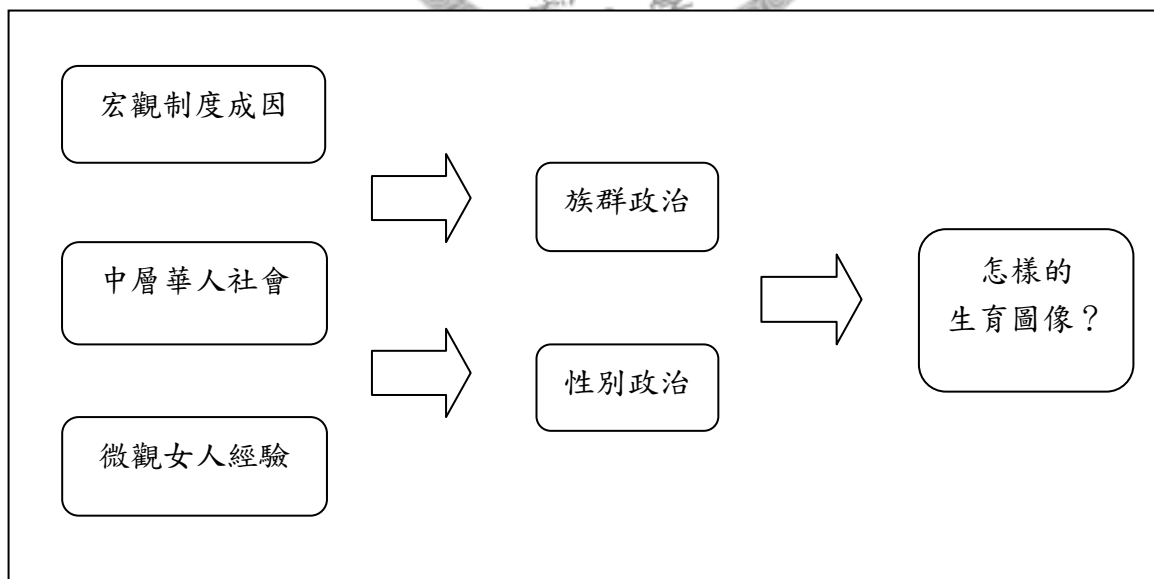 宏觀制度成因
中層華人社會
微觀女人經驗
族群政治
性別政治
怎樣的
生育圖像？